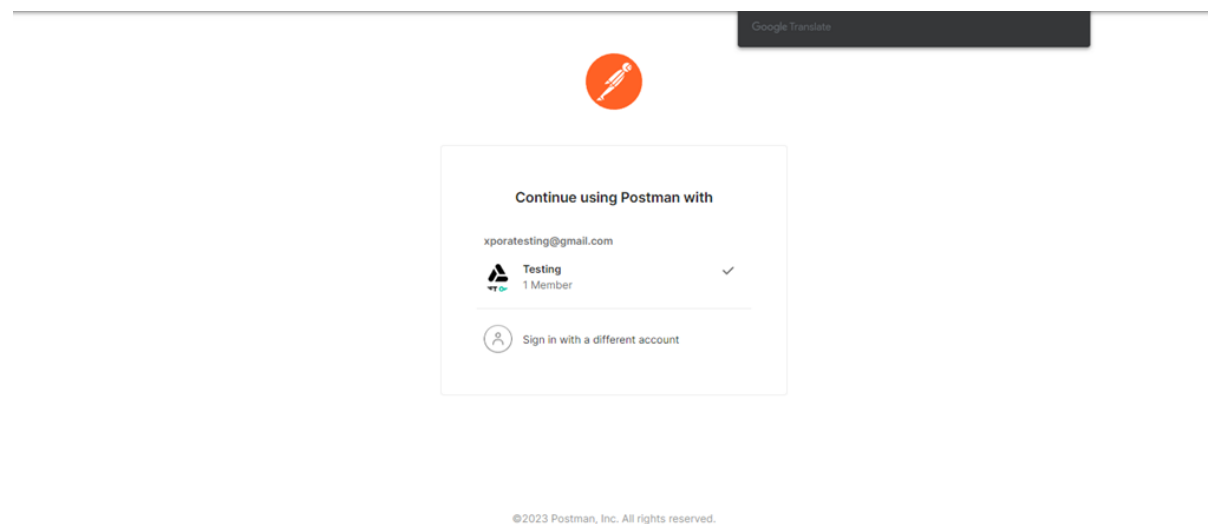 Google Translate
Continue using Postman with
xporatesting@gmail.com
Testing
1 Member
Sign in with a different account
©2023 Postman, Inc. All rights reserved.